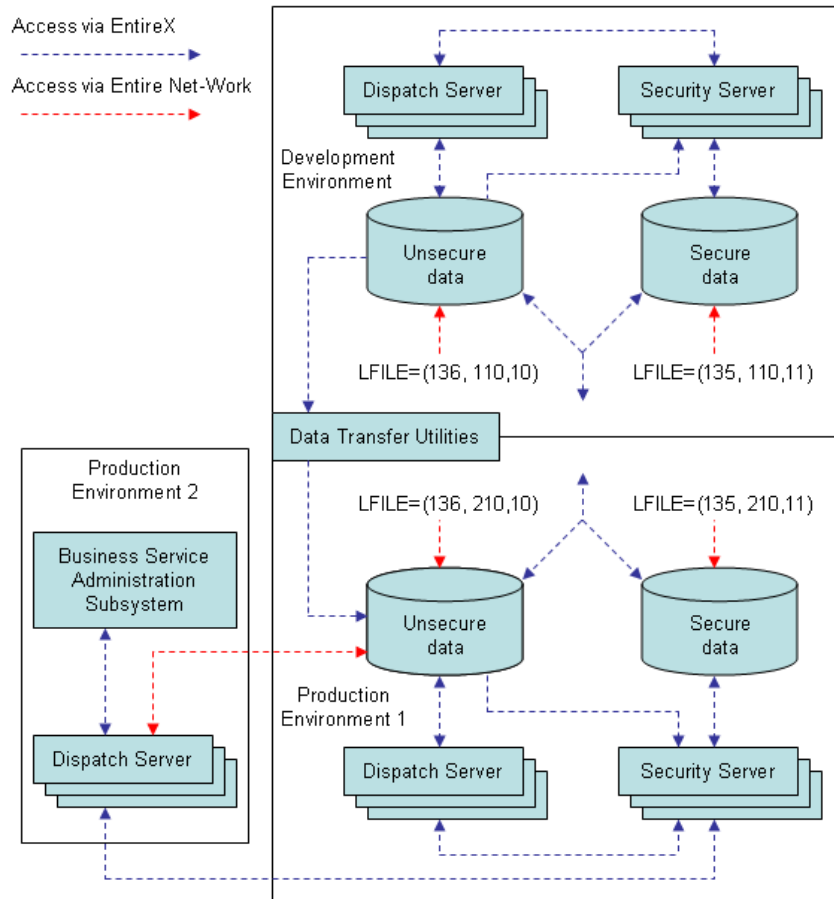 Access via EntireX
Access via Entire Net-Work
Dispatch Server
Security Server
Development
Environment
Unsecure
data
Secure
data
LFILE=(136, 110,10)
LFILE=(135, 110,11)
Data Transfer Utilities
Production
Environment 2
LFILE=(136, 210,10)
LFILE=(135, 210,11)
Business Service
Administration
Subsystem
Unsecure
data
Secure
data
Production
Environment 1
Dispatch Server
Dispatch Server
Security Server